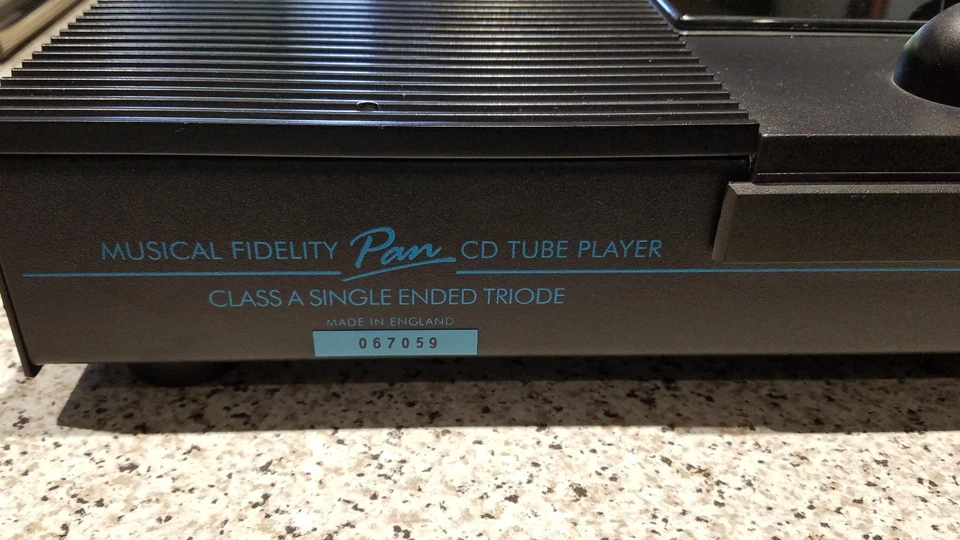 MUSICAL FIDELITY Pan CD TUBE PLAYER
CLASS A SINGLE ENDED TRIODE
MADE IN ENGLAND
067059